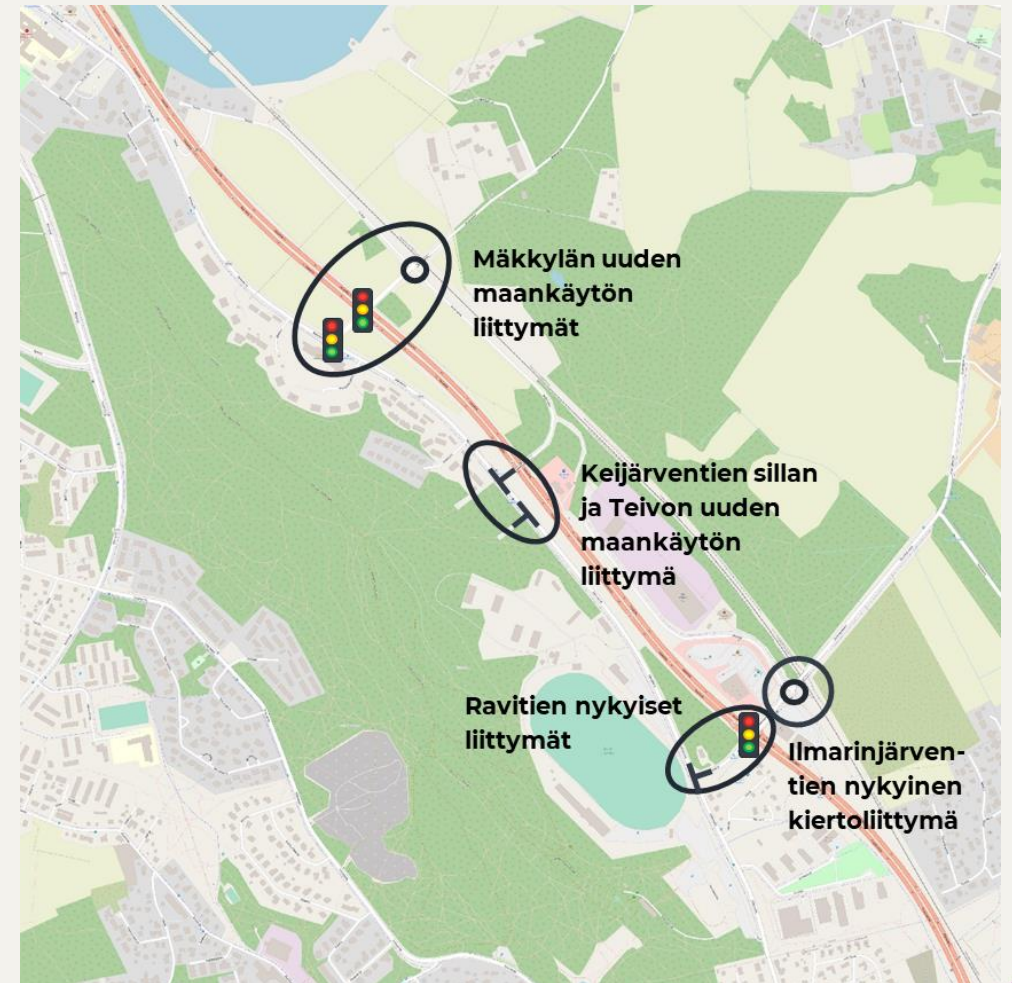 Mäkkylän uuden
maankäytön
liittymät
Keijärventien sillan
ja Teivon uuden
maankäytön
liittymä
Ravitien nykyiset
liittymät
Ilmarinjärven-
tien nykyinen
kiertoliittymä